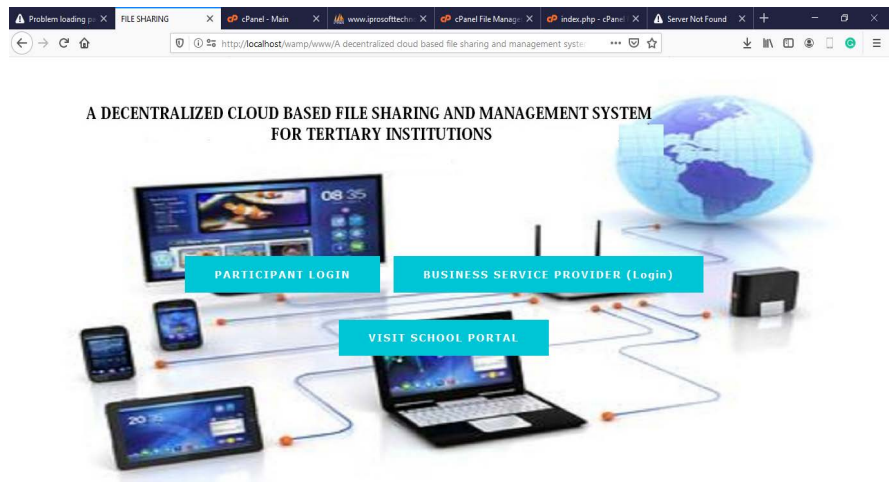 Problem loading pa
FILE SHARING
cPanel - Main
www.iprosofttechno
cPanel File Manage
index.php - cPanel
Server Not Found
http://localhost/wamp/www/A decentralized cloud based file sharing and management syste
A DECENTRALIZED CLOUD BASED FILE SHARING AND MANAGEMENT SYSTEM
FOR TERTIARY INSTITUTIONS
08 35
PARTICIPANT LOGIN
BUSINESS SERVICE PROVIDER (Login)
VISIT SCHOOL PORTAL
20:35